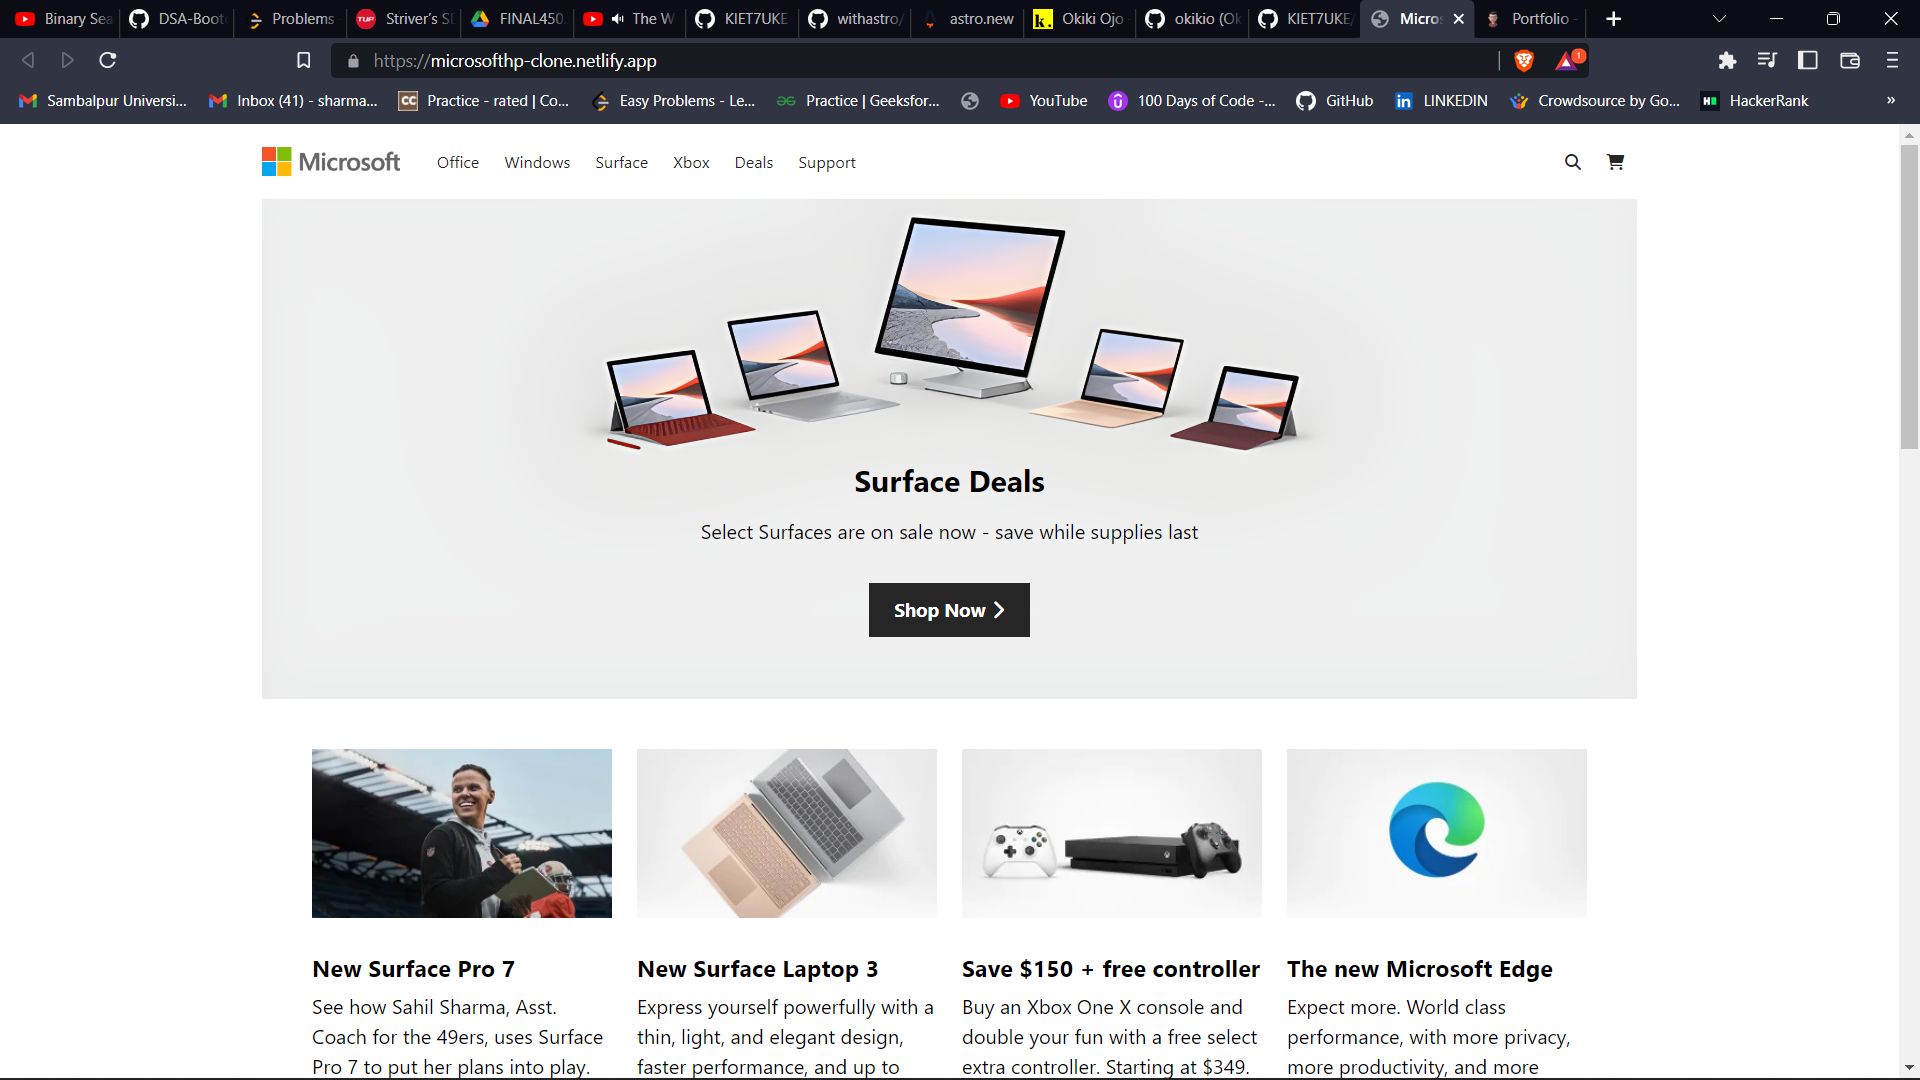 Binary Sea
DSA-Boot
Problems
Striver's S
FINAL450.
The W
KIET7UKE
withastro/
astro.new
Okiki Ojo
okikio (Ok
KIET7UKE/
Micros
Portfolio -
https://microsofthp-clone.netlify.app
1
Sambalpur Universi...
Inbox (41) - sharma...
CC
Practice - rated | Co...
Easy Problems - Le...
Practice | Geeksfor...
YouTube
100 Days of Code -...
GitHub
LINKEDIN
Crowdsource by Go...
HackerRank
»
Microsoft
Office
Windows
Surface
Xbox
Deals
Support
Surface Deals
Select Surfaces are on sale now - save while supplies last
Shop Now
New Surface Pro 7
See how Sahil Sharma, Asst.
Coach for the 49ers, uses Surface
Pro 7 to put her plans into play.
New Surface Laptop 3
Express yourself powerfully with a
thin, light, and elegant design,
faster performance, and up to
Save $150 + free controller
Buy an Xbox One X console and
double your fun with a free select
extra controller. Starting at $349.
The new Microsoft Edge
Expect more. World class
performance, with more privacy,
more productivity, and more